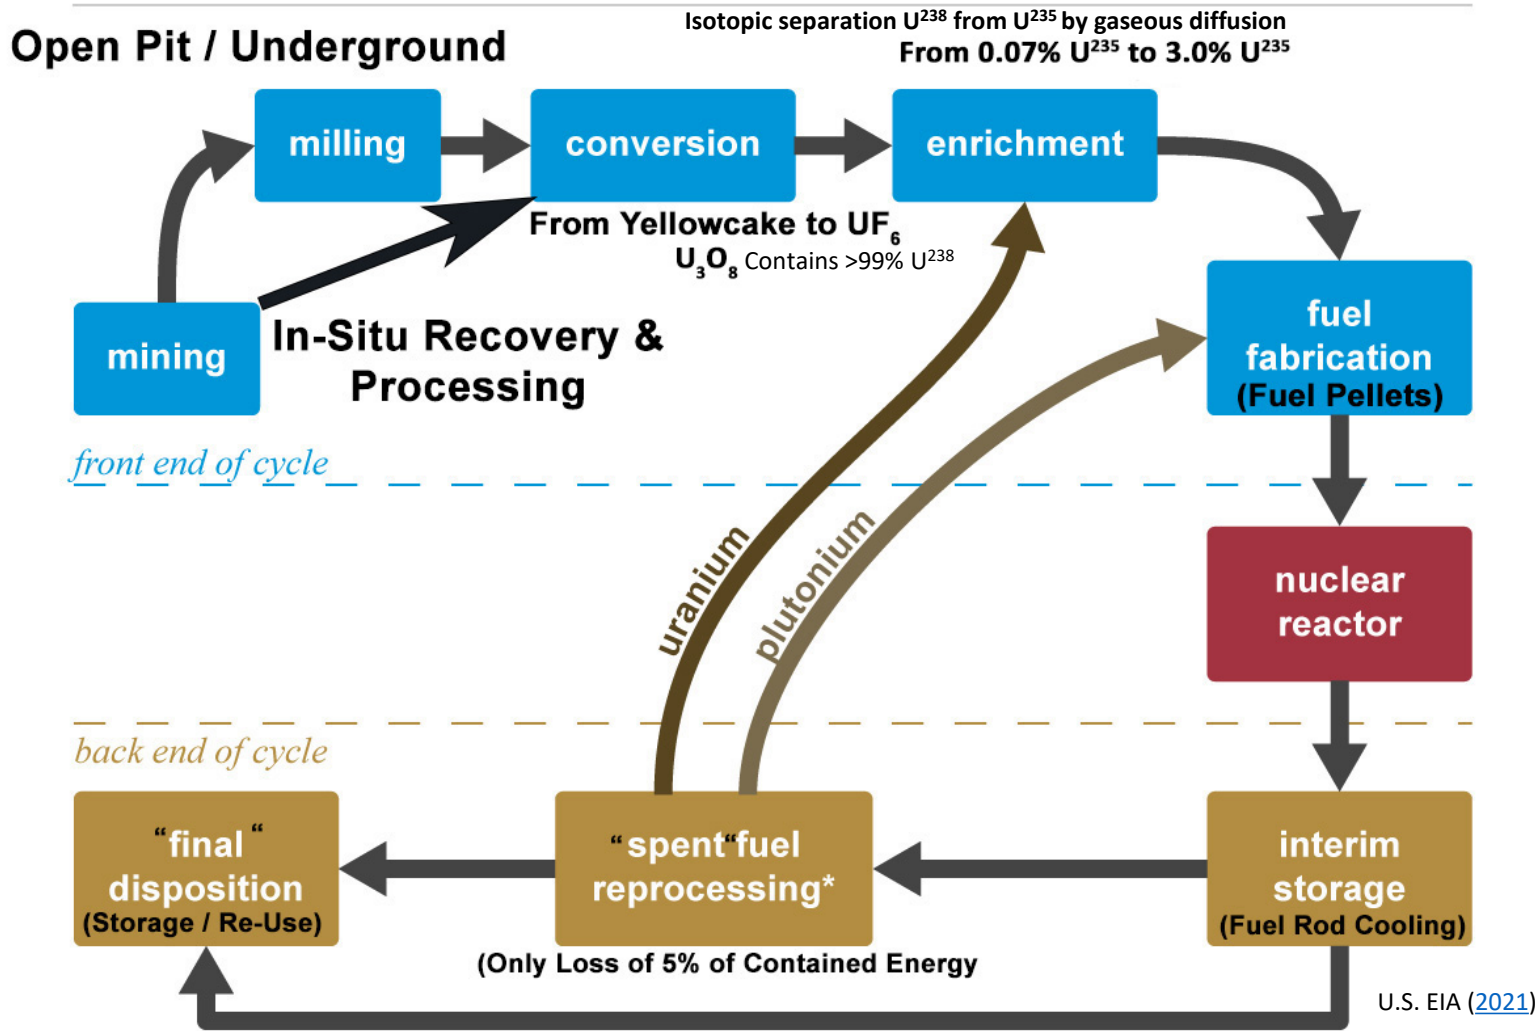 Isotopic separation U²³⁸ from U²³⁵ by gaseous diffusion
From 0.07% U²³⁵ to 3.0% U²³⁵
Open Pit / Underground
milling
conversion
enrichment
From Yellowcake to UF₆
U₃O₈ Contains >99% U²³⁸
mining
In-Situ Recovery &
Processing
fuel
fabrication
(Fuel Pellets)
front end of cycle
uranium
plutonium
nuclear
reactor
back end of cycle
“final “
disposition
(Storage / Re-Use)
“spent“fuel
reprocessing*
(Only Loss of 5% of Contained Energy
interim
storage
(Fuel Rod Cooling)
U.S. EIA (2021)